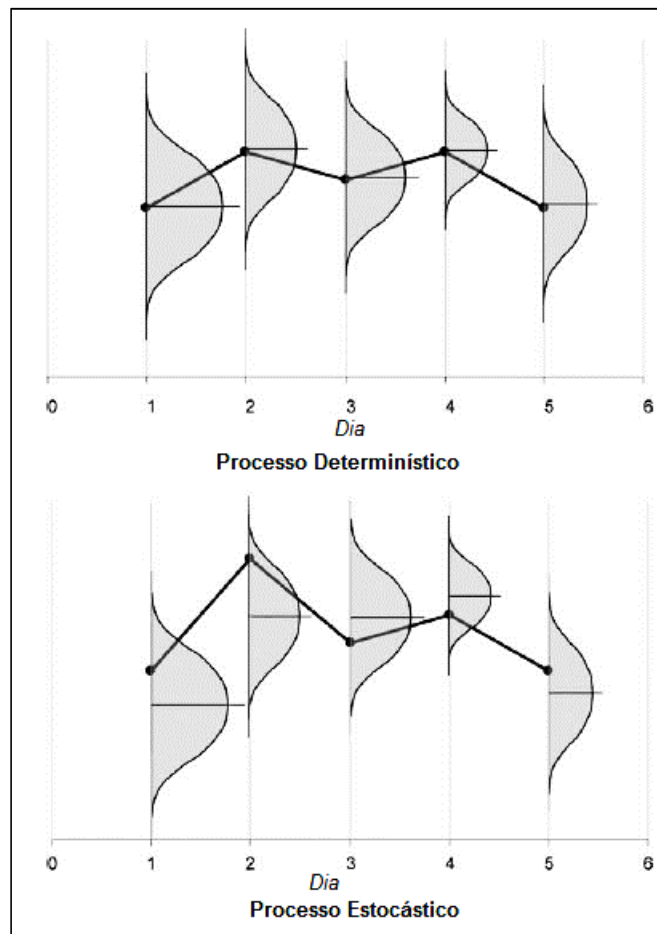 0 1 2 3 4 5 6
Dia
Processo Determinístico
0 1 2 3 4 5 6
Dia
Processo Estocástico